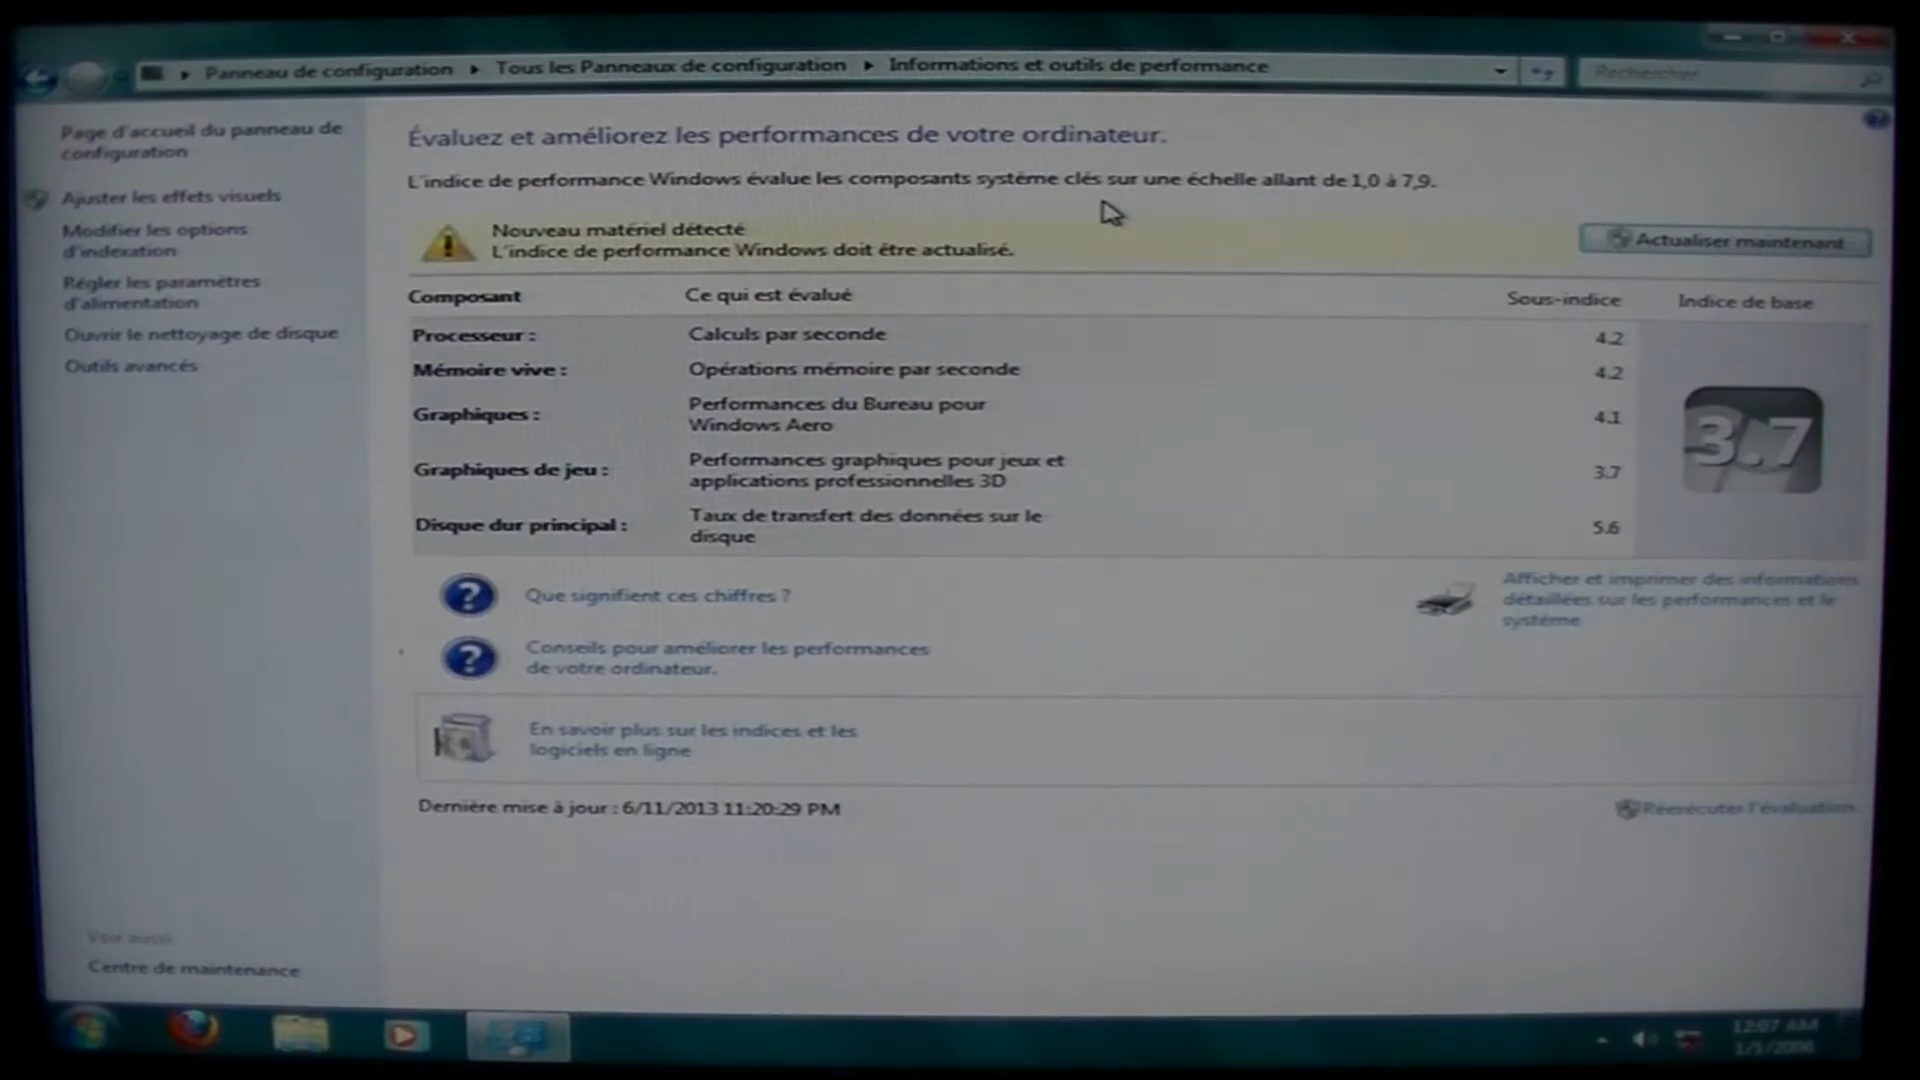 Panneau de configuration ▸ Tous les Panneaux de configuration ▸ Informations et outils de performance
Rechercher
Page d'accueil du panneau de
configuration
Ajuster les effets visuels
Modifier les options
d'indexation
Régler les paramètres
d'alimentation
Ouvrir le nettoyage de disque
Outils avancés
Évaluez et améliorez les performances de votre ordinateur.
L'indice de performance Windows évalue les composants système clés sur une échelle allant de 1,0 à 7,9.
Nouveau matériel détecté
L'indice de performance Windows doit être actualisé.
Actualiser maintenant
Composant Ce qui est évalué Sous-indice Indice de base
Processeur : Calculs par seconde 4.2
Mémoire vive : Opérations mémoire par seconde 4.2
Graphiques : Performances du Bureau pour
Windows Aero 4.1
Graphiques de jeu : Performances graphiques pour jeux et
applications professionnelles 3D 3.7
Disque dur principal : Taux de transfert des données sur le
disque 5.6
3.7
Que signifient ces chiffres ?
Conseils pour améliorer les performances
de votre ordinateur.
Afficher et imprimer des informations
détaillées sur les performances et le
système
En savoir plus sur les indices et les
logiciels en ligne
Dernière mise à jour : 6/11/2013 11:20:29 PM
Réexécuter l'évaluation
Voir aussi
Centre de maintenance
12:07 AM
1/1/2006